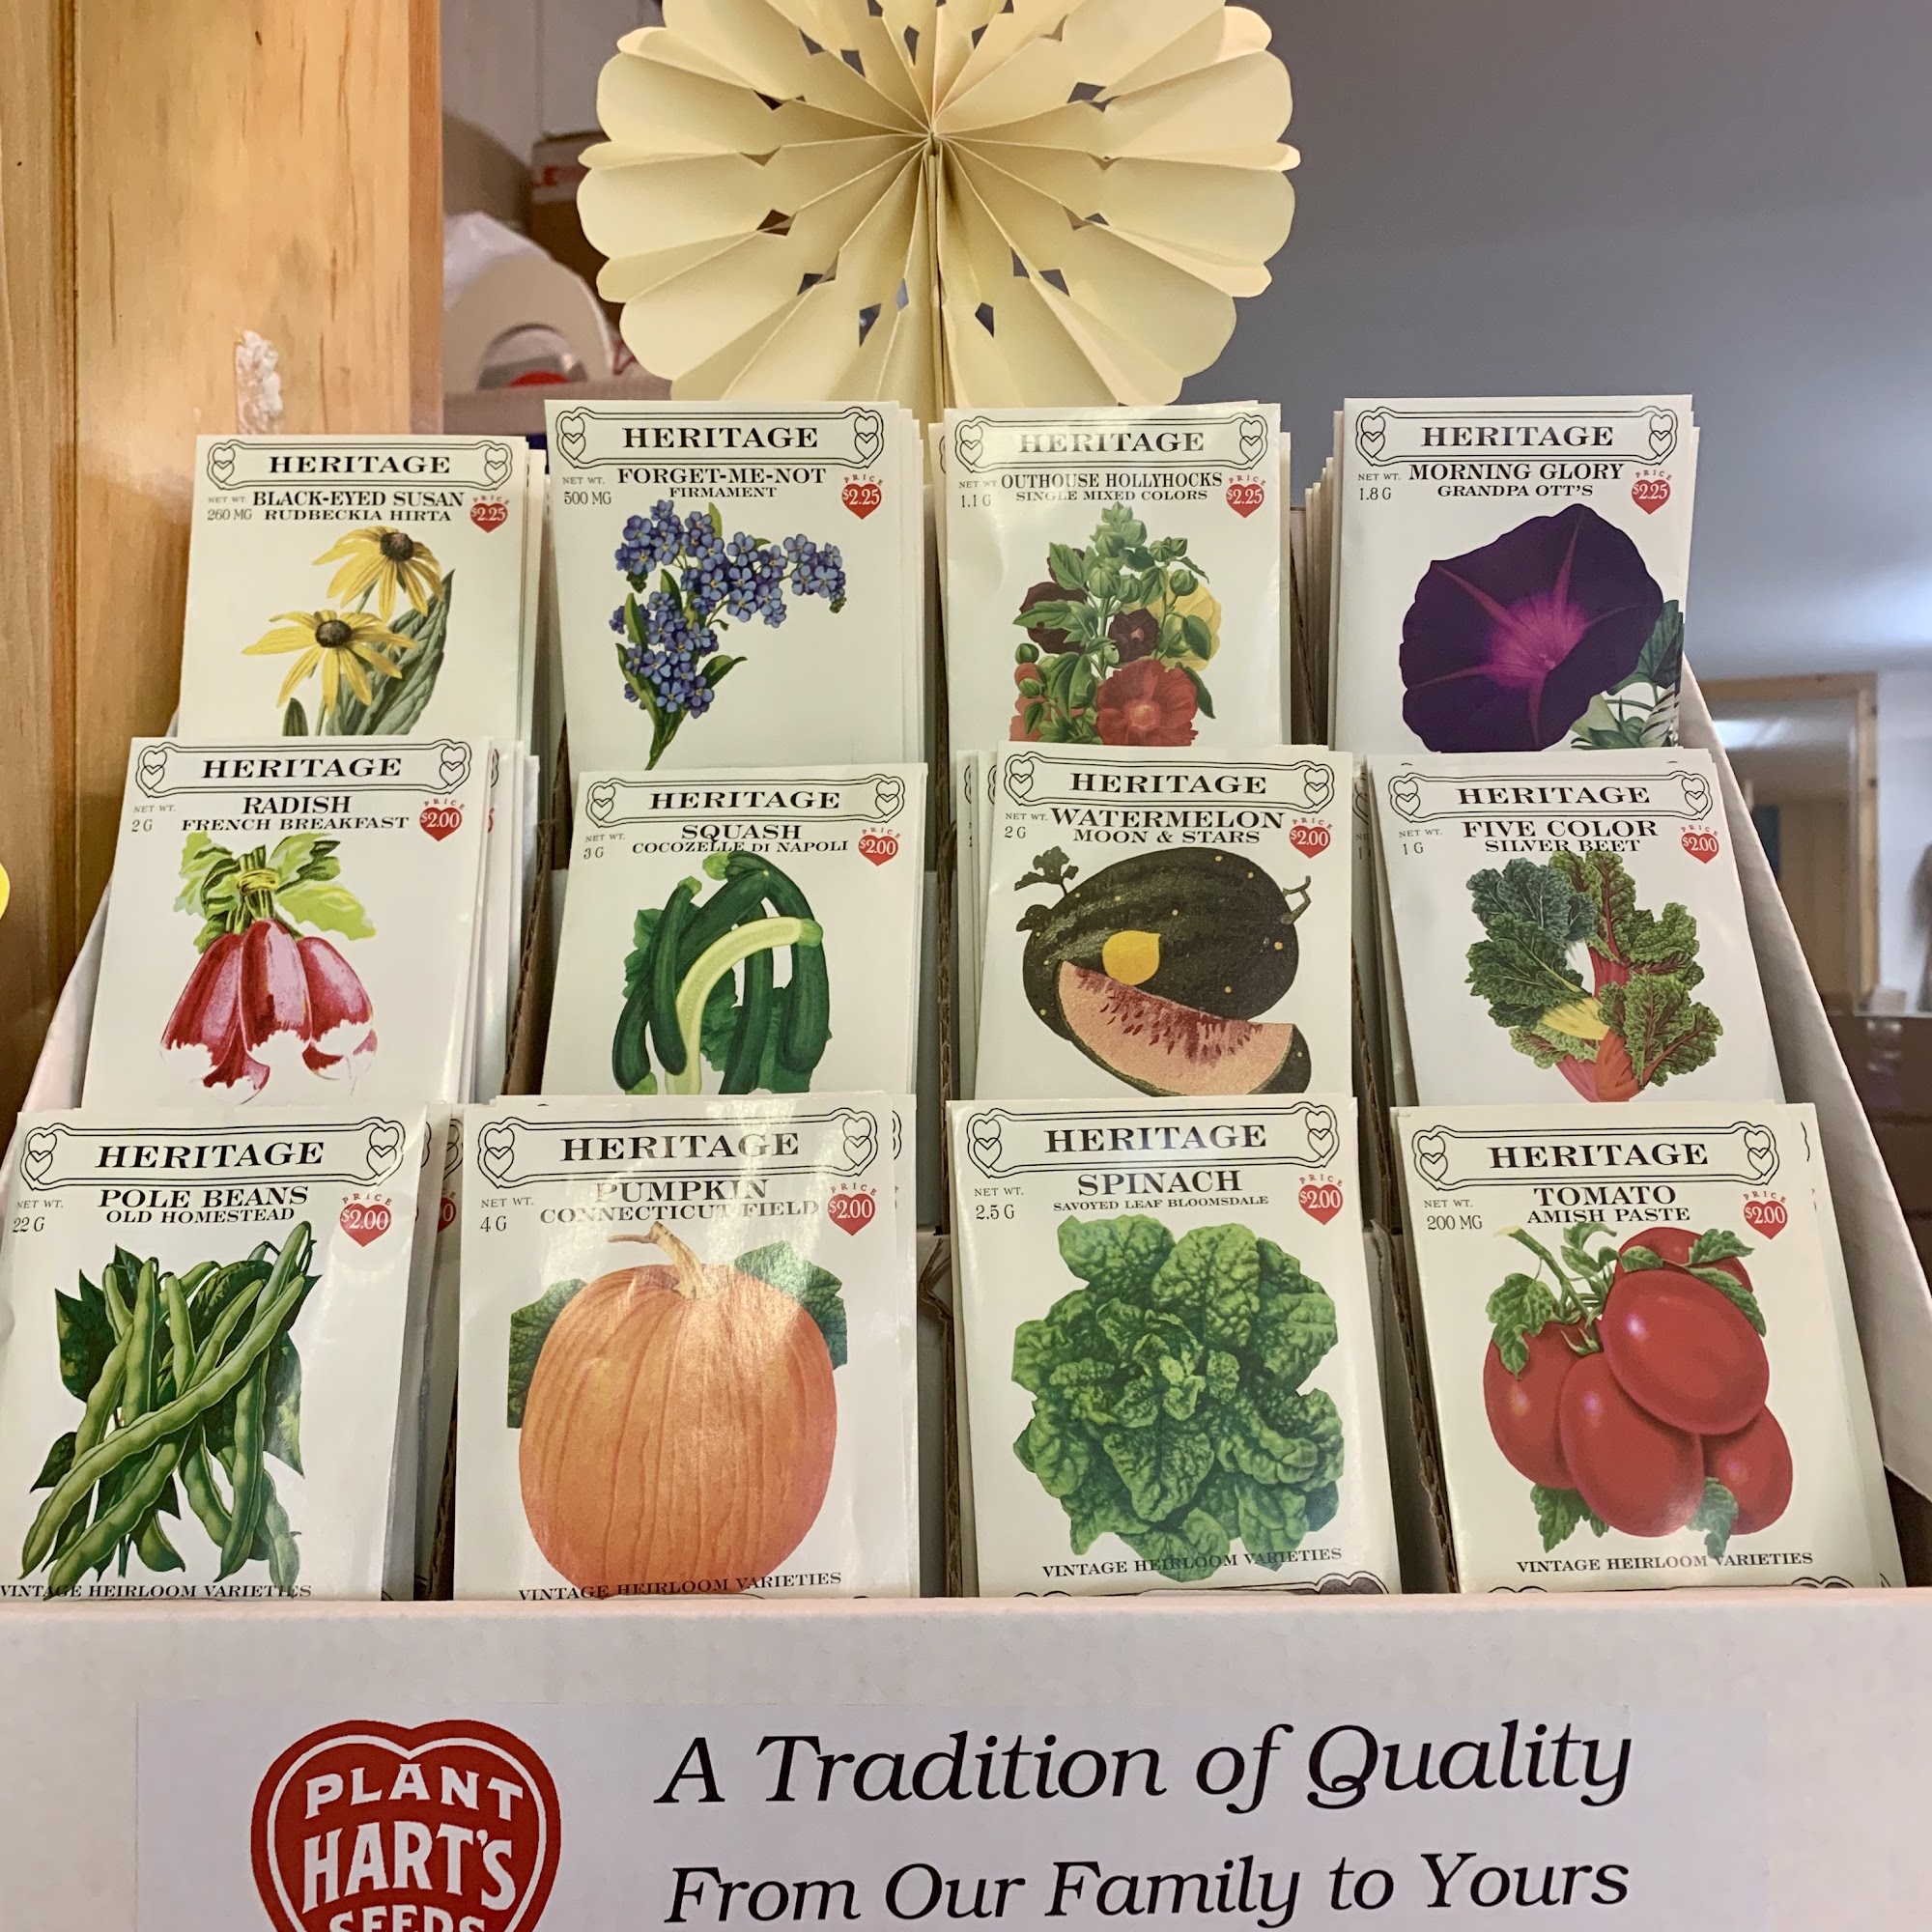 HERITAGE
NET WT.
260 MG
BLACK-EYED SUSAN
RUDBECKIA HIRTA
PRICE
$2.25
HERITAGE
NET WT.
500 MG
FORGET-ME-NOT
FIRMAMENT
PRICE
$2.25
HERITAGE
NET WT
1.1 G
OUTHOUSE HOLLYHOCKS
SINGLE MIXED COLORS
PRICE
$2.25
HERITAGE
NET WT.
1.8 G
MORNING GLORY
GRANDPA OTT'S
PRICE
$2.25
HERITAGE
NET WT.
2 G
RADISH
FRENCH BREAKFAST
PRICE
$2.00
HERITAGE
NET WT.
3 G
SQUASH
COCOZELLE DI NAPOLI
PRICE
$2.00
HERITAGE
NET WT.
2 G
WATERMELON
MOON & STARS
PRICE
$2.00
HERITAGE
NET WT.
1 G
FIVE COLOR
SILVER BEET
PRICE
$2.00
HERITAGE
NET WT.
22 G
POLE BEANS
OLD HOMESTEAD
PRICE
$2.00
VINTAGE HEIRLOOM VARIETIES
HERITAGE
NET WT.
4 G
PUMPKIN
CONNECTICUT FIELD
PRICE
$2.00
VINTAGE HEIRLOOM VARIETIES
HERITAGE
NET WT.
2.5 G
SPINACH
SAVOYED LEAF BLOOMSDALE
PRICE
$2.00
VINTAGE HEIRLOOM VARIETIES
HERITAGE
NET WT.
200 MG
TOMATO
AMISH PASTE
PRICE
$2.00
VINTAGE HEIRLOOM VARIETIES
PLANT
HART'S
SEEDS
A Tradition of Quality
From Our Family to Yours